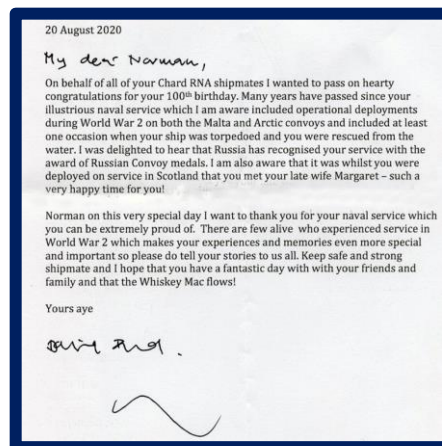 20 August 2020
My dear Norman,
On behalf of all of your Chard RNA shipmates I wanted to pass on hearty
congratulations for your 100th birthday. Many years have passed since your
illustrious naval service which I am aware included operational deployments
during World War 2 on both the Malta and Arctic convoys and included at least
one occasion when your ship was torpedoed and you were rescued from the
water. I was delighted to hear that Russia has recognised your service with the
award of Russian Convoy medals. I am also aware that it was whilst you were
deployed on service in Scotland that you met your late wife Margaret – such a
very happy time for you!
Norman on this very special day I want to thank you for your naval service which
you can be extremely proud of. There are few alive who experienced service in
World War 2 which makes your experiences and memories even more special
and important so please do tell your stories to us all. Keep safe and strong
shipmate and I hope that you have a fantastic day with with your friends and
family and that the Whiskey Mac flows!
Yours aye